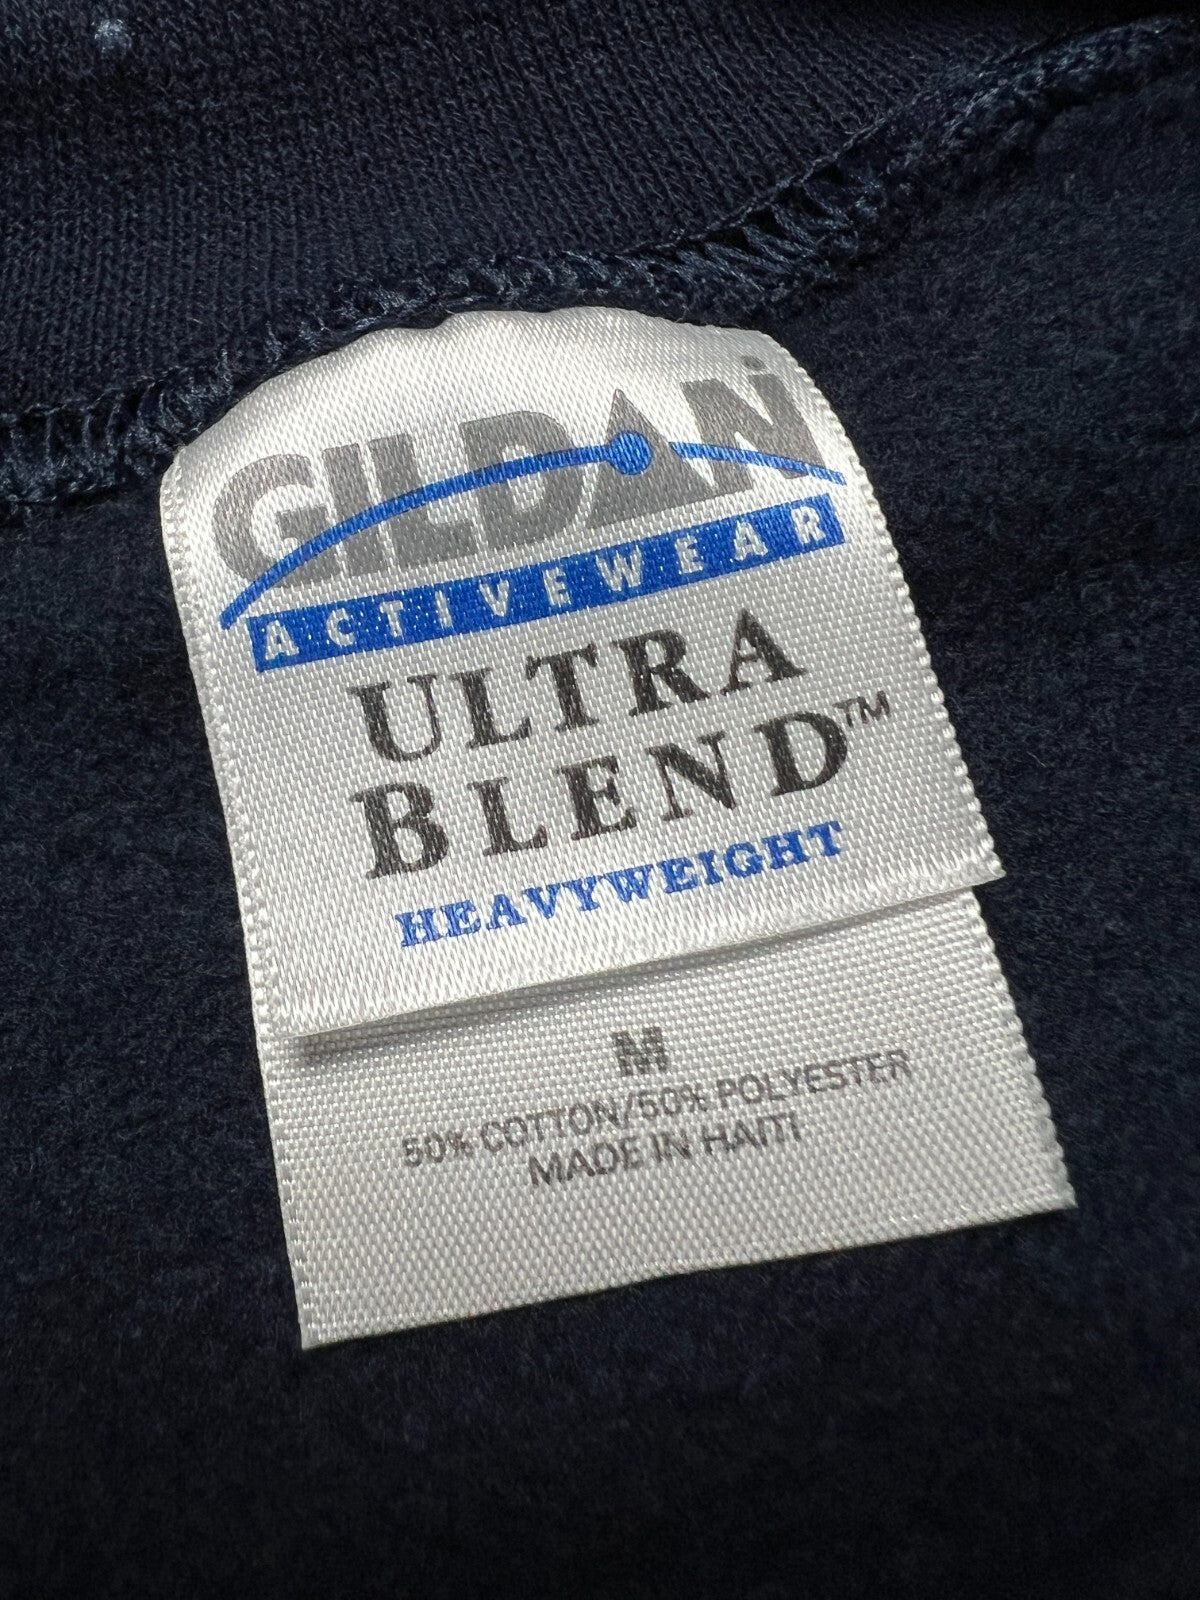 GILDAN
ACTIVEWEAR
ULTRA
BLEND™
HEAVYWEIGHT
M
50% COTTON/50% POLYESTER
MADE IN HAITI